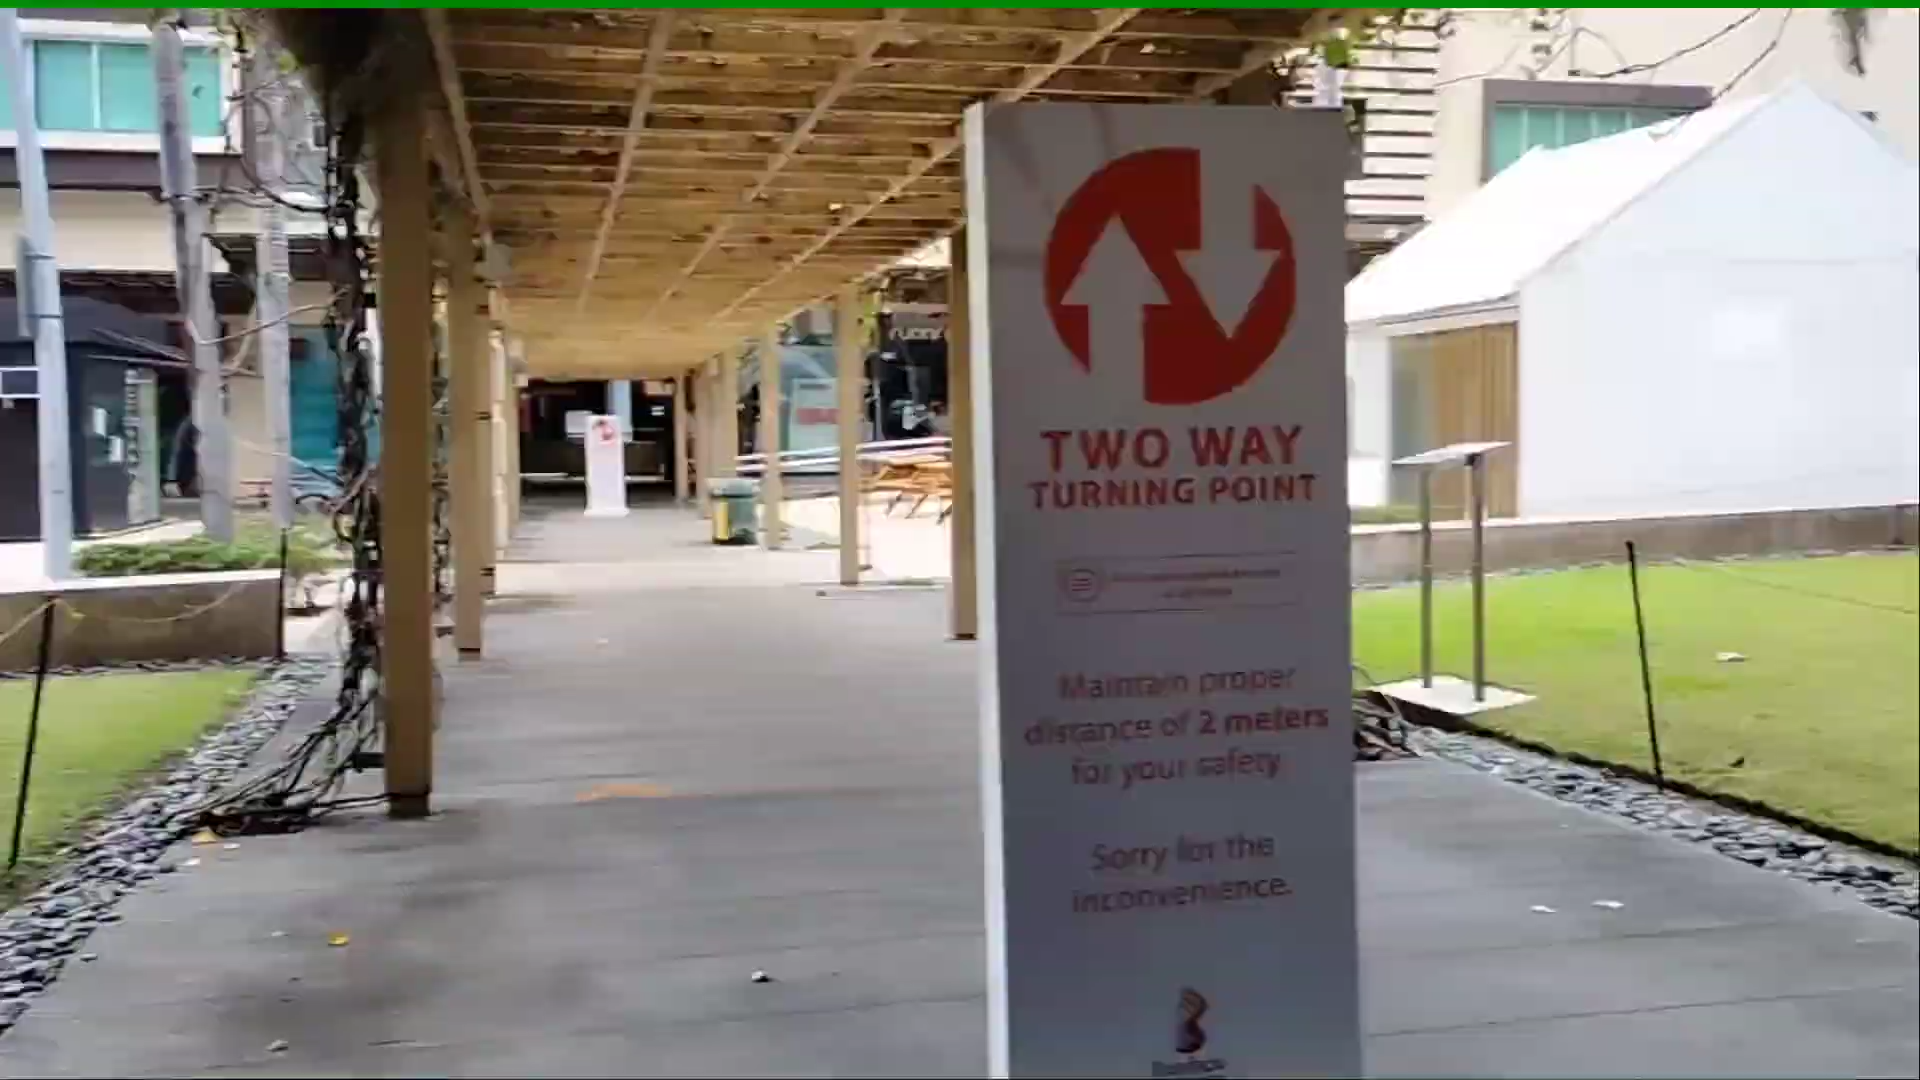 TWO WAY
TURNING POINT
Maintain proper
distance of 2 meters
for your safety
Sorry for the
inconvenience.